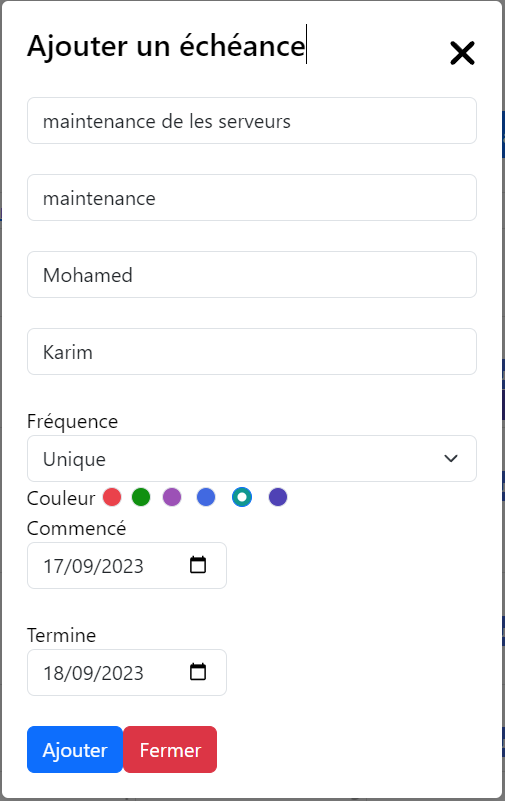 Ajouter un échéance
maintenance de les serveurs
maintenance
Mohamed
Karim
Fréquence
Unique
Couleur
Commencé
17/09/2023
Termine
18/09/2023
Ajouter Fermer